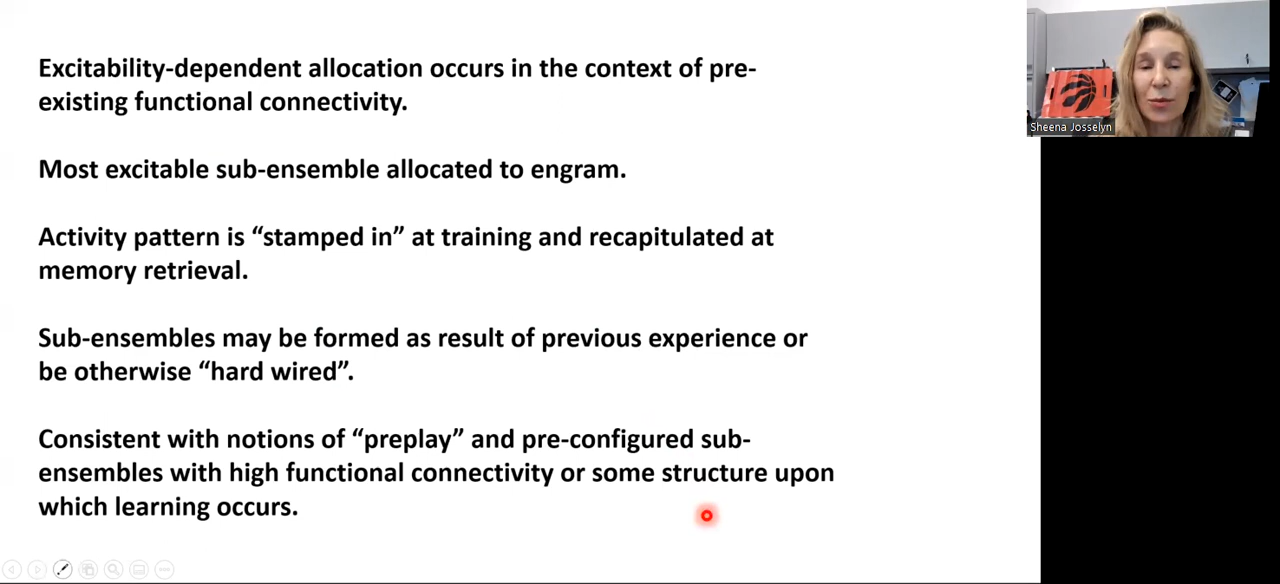 Excitability-dependent allocation occurs in the context of pre-
existing functional connectivity.
Most excitable sub-ensemble allocated to engram.
Activity pattern is “stamped in” at training and recapitulated at
memory retrieval.
Sub-ensembles may be formed as result of previous experience or
be otherwise “hard wired”.
Consistent with notions of “preplay” and pre-configured sub-
ensembles with high functional connectivity or some structure upon
which learning occurs.
Sheena Josselyn